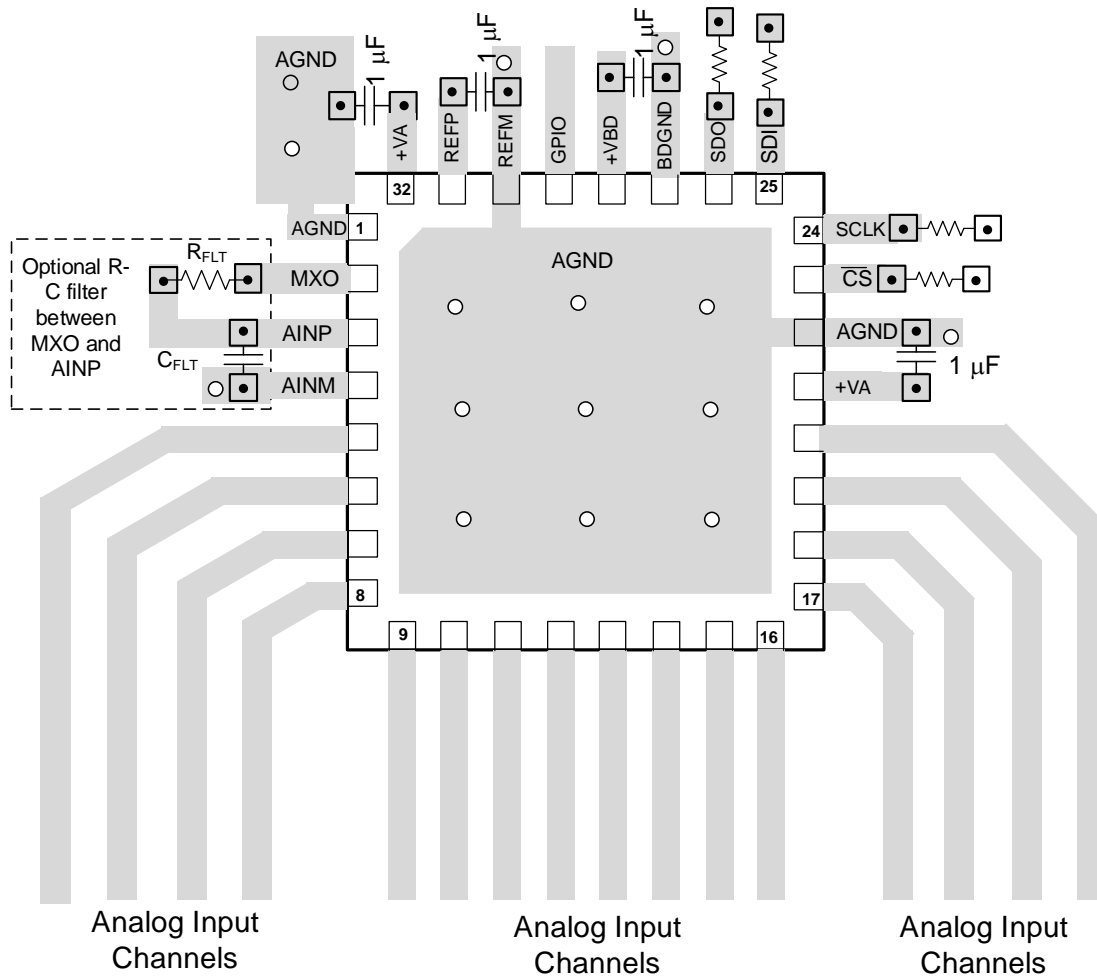 AGND
1 μF
1 μF
1 μF
+VA
REFP
REFM
GPIO
+VBD
BDGND
SDO
SDI
32
25
AGND
1
24
SCLK
Optional R-
C filter
between
MXO and
AINP
RFLT
MXO
CS
AGND
AINP
AGND
CFLT
1 μF
AINM
+VA
8
17
9
16
Analog Input
Channels
Analog Input
Channels
Analog Input
Channels